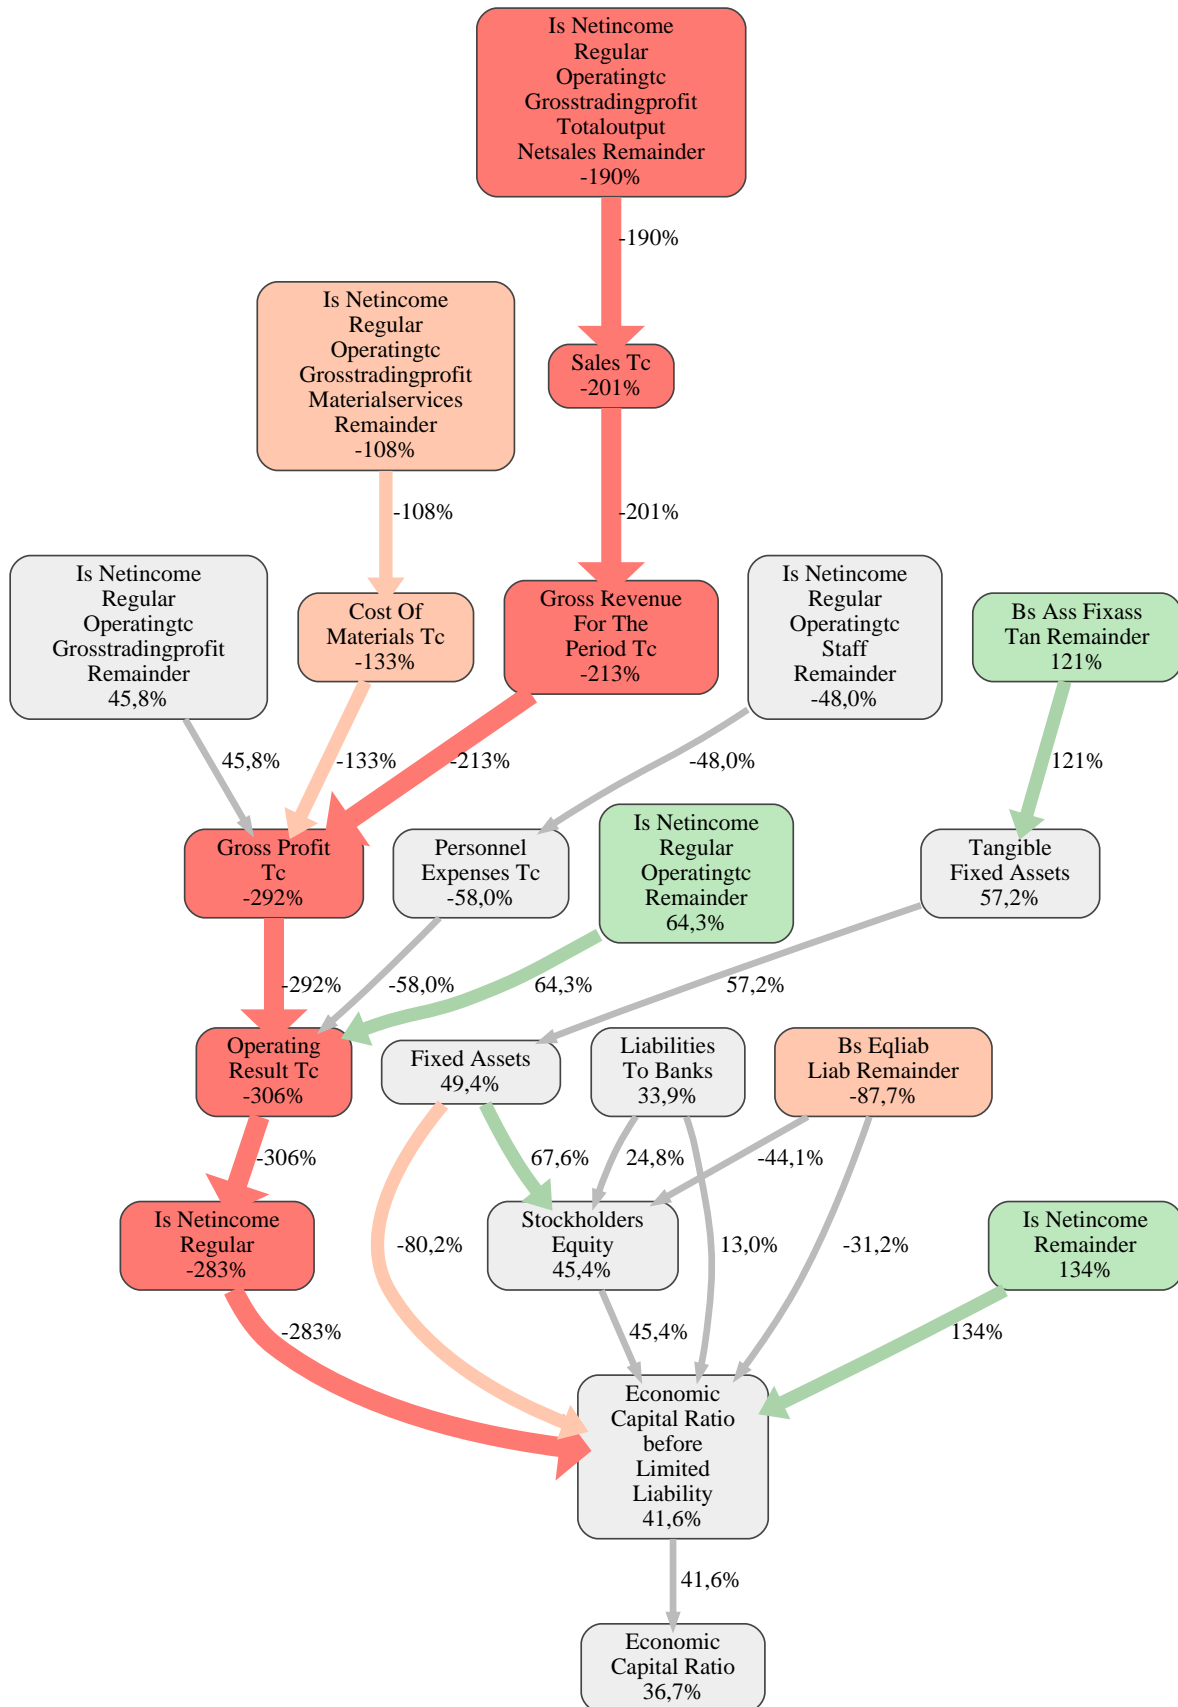 Is Netincome
Regular
Operatingtc
Grosstradingprofit
Totaloutput
Netsales Remainder
-190%
-190%
Is Netincome
Regular
Operatingtc
Grosstradingprofit
Materialservices
Remainder
-108%
Sales Tc
-201%
-108%
-201%
Is Netincome
Regular
Operatingtc
Grosstradingprofit
Remainder
45,8%
Cost Of
Materials Tc
-133%
Gross Revenue
For The
Period Tc
-213%
Is Netincome
Regular
Operatingtc
Staff
Remainder
-48,0%
Bs Ass Fixass
Tan Remainder
121%
45,8%
-133%
-213%
-48,0%
121%
Gross Profit
Tc
-292%
Personnel
Expenses Tc
-58,0%
Is Netincome
Regular
Operatingtc
Remainder
64,3%
Tangible
Fixed Assets
57,2%
-292%
-58,0%
64,3%
57,2%
Operating
Result Tc
-306%
Fixed Assets
49,4%
Liabilities
To Banks
33,9%
Bs Eqliab
Liab Remainder
-87,7%
-306%
67,6%
24,8%
-44,1%
Is Netincome
Regular
-283%
-80,2%
Stockholders
Equity
45,4%
13,0%
-31,2%
Is Netincome
Remainder
134%
-283%
45,4%
134%
Economic
Capital Ratio
before
Limited
Liability
41,6%
41,6%
Economic
Capital Ratio
36,7%